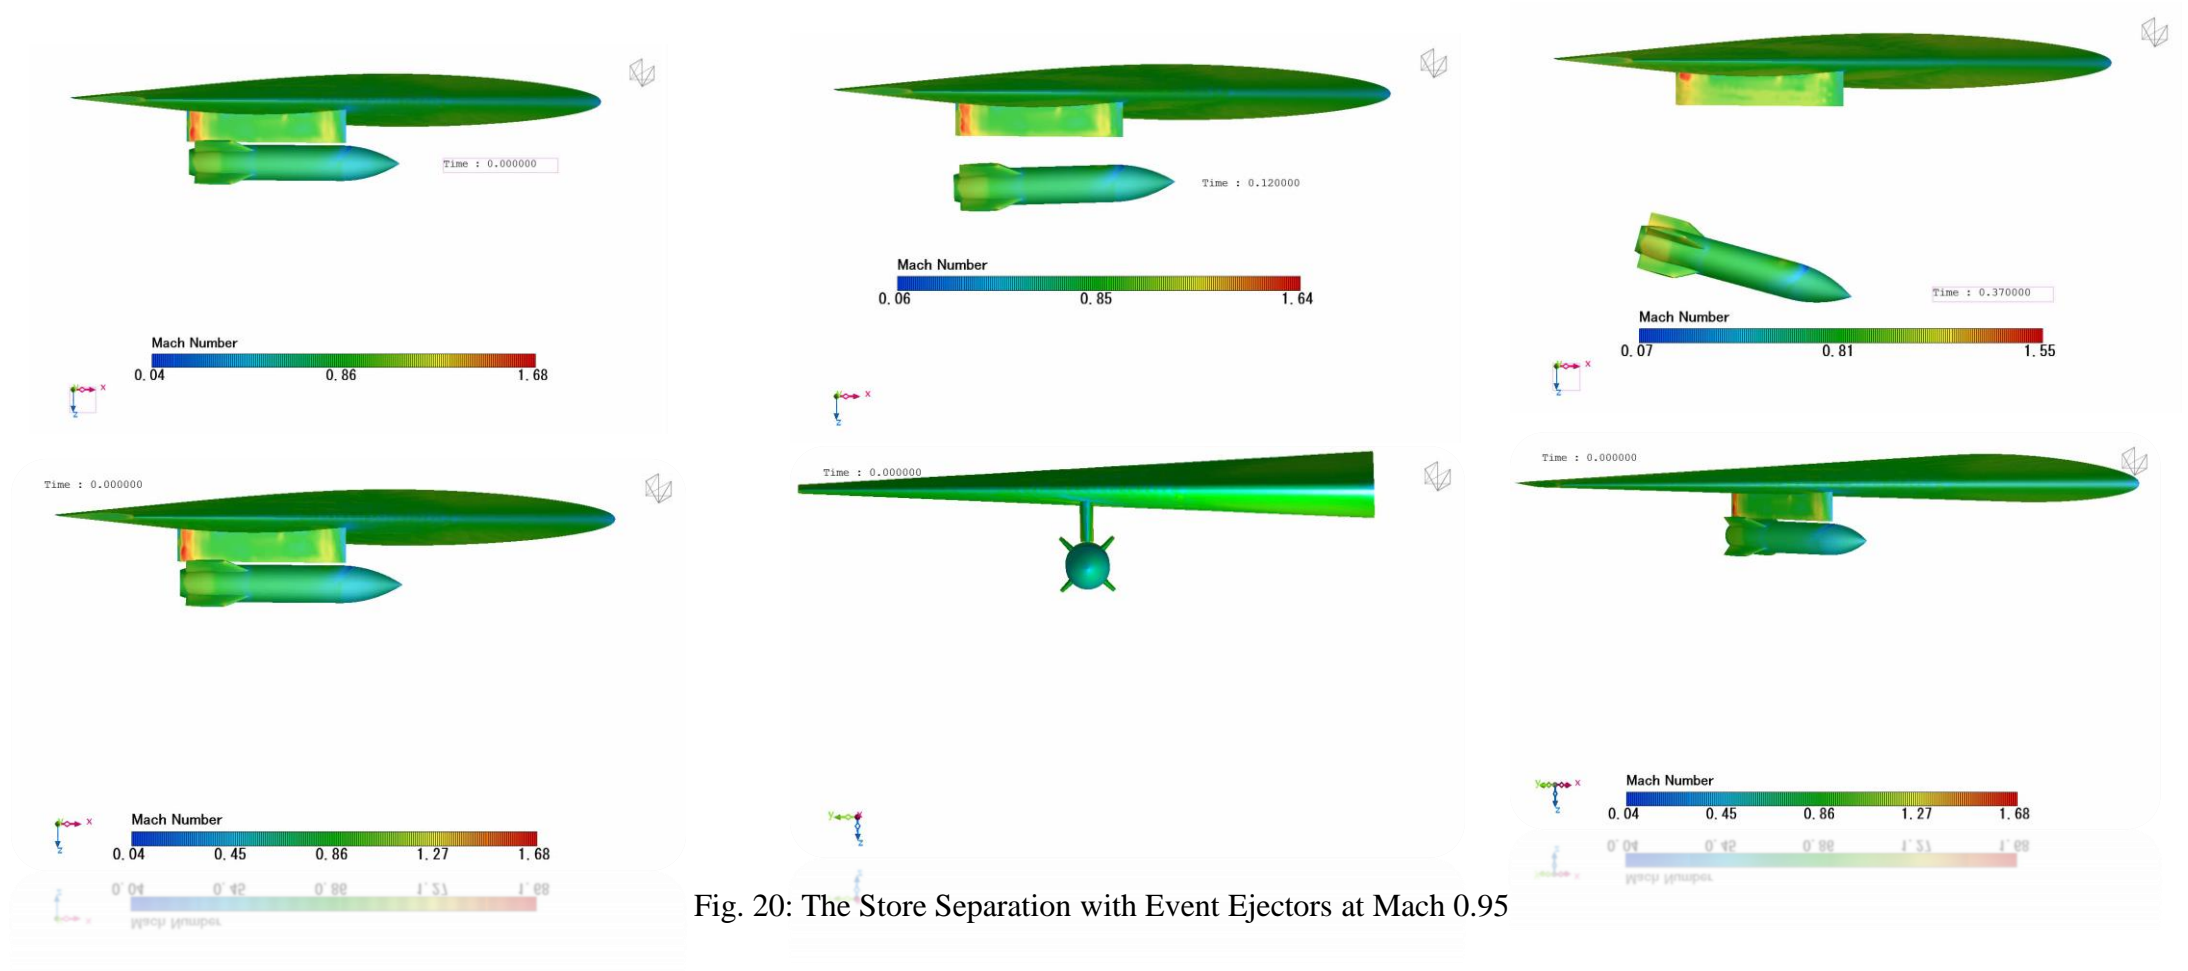 Time : 0.000000
Mach Number
0.04 0.86 1.68
x
z
Time : 0.120000
Mach Number
0.06 0.85 1.64
x
z
Time : 0.370000
Mach Number
0.07 0.81 1.55
x
z
Time : 0.000000
Mach Number
0.04 0.45 0.86 1.27 1.68
x
z
Time : 0.000000
y
z
Time : 0.000000
Mach Number
0.04 0.45 0.86 1.27 1.68
y x
z
Fig. 20: The Store Separation with Event Ejectors at Mach 0.95